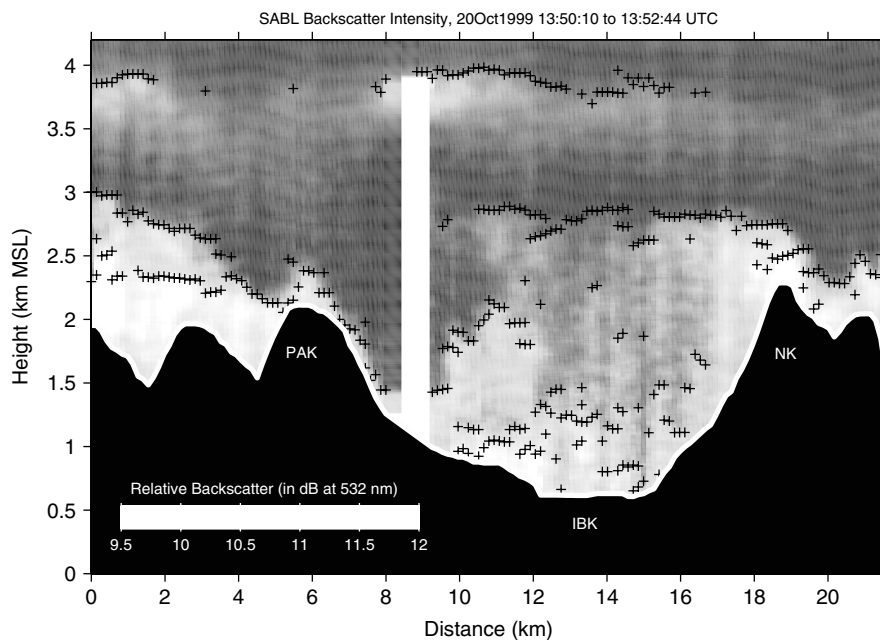 SABL Backscatter Intensity, 20Oct1999 13:50:10 to 13:52:44 UTC
Height (km MSL)
4
3.5
3
2.5
2
1.5
1
0.5
0
PAK
NK
IBK
Relative Backscatter (in dB at 532 nm)
9.5 10 10.5 11 11.5 12
0 2 4 6 8 10 12 14 16 18 20
Distance (km)